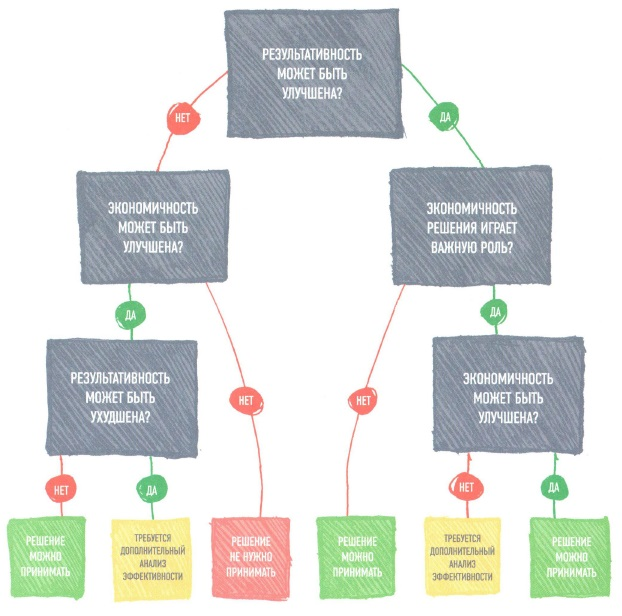 РЕЗУЛЬТАТИВНОСТЬ
МОЖЕТ БЫТЬ
УЛУЧШЕНА?
НЕТ
ДА
ЭКОНОМИЧНОСТЬ
МОЖЕТ БЫТЬ
УЛУЧШЕНА?
ЭКОНОМИЧНОСТЬ
РЕШЕНИЯ ИГРАЕТ
ВАЖНУЮ РОЛЬ?
ДА
ДА
РЕЗУЛЬТАТИВНОСТЬ
МОЖЕТ БЫТЬ
УХУДШЕНА?
ЭКОНОМИЧНОСТЬ
МОЖЕТ БЫТЬ
УЛУЧШЕНА?
НЕТ
НЕТ
НЕТ
ДА
НЕТ
ДА
РЕШЕНИЕ
МОЖНО
ПРИНИМАТЬ
ТРЕБУЕТСЯ
ДОПОЛНИТЕЛЬНЫЙ
АНАЛИЗ
ЭФФЕКТИВНОСТИ
РЕШЕНИЕ
НЕ НУЖНО
ПРИНИМАТЬ
РЕШЕНИЕ
МОЖНО
ПРИНИМАТЬ
ТРЕБУЕТСЯ
ДОПОЛНИТЕЛЬНЫЙ
АНАЛИЗ
ЭФФЕКТИВНОСТИ
РЕШЕНИЕ
МОЖНО
ПРИНИМАТЬ